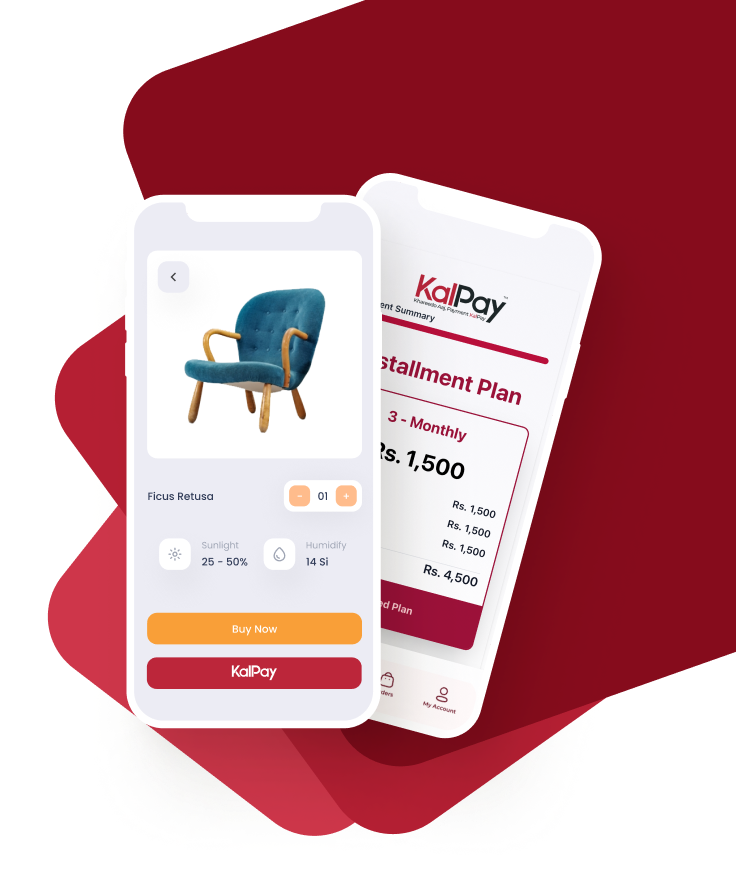 Ficus Retusa
- 01 +
Sunlight
25 - 50%
Humidify
14 Si
Buy Now
KalPay
KalPay™
Khareedo Aaj, Payment KalPay
ent Summary
stallment Plan
3 - Monthly
Rs. 1,500
Rs. 1,500
Rs. 1,500
Rs. 1,500
Rs. 4,500
d Plan
ders
My Account